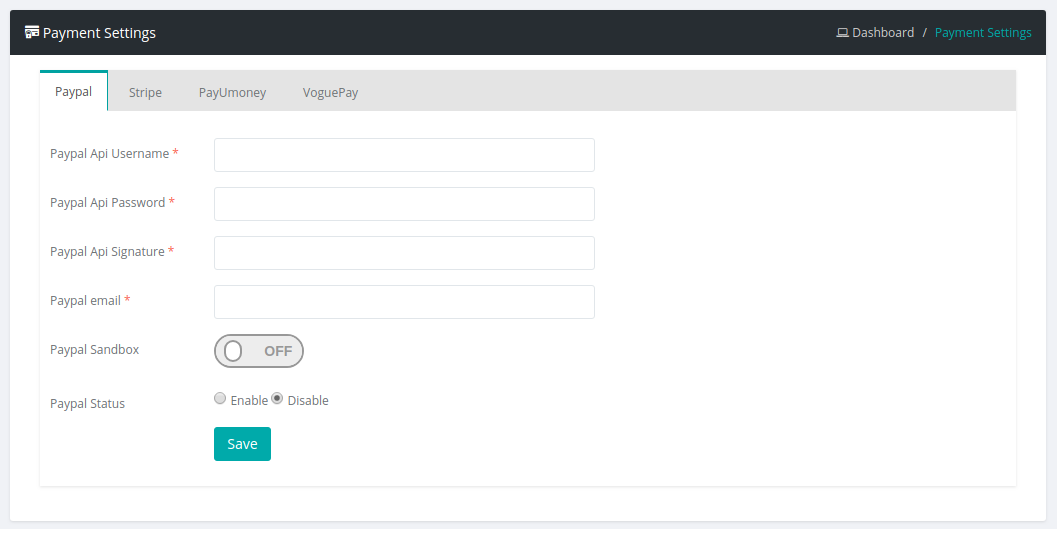 Payment Settings
Dashboard / Payment Settings
Paypal
Stripe
PayUmoney
VoguePay
Paypal Api Username *
Paypal Api Password *
Paypal Api Signature *
Paypal email *
Paypal Sandbox
OFF
Paypal Status
Enable Disable
Save